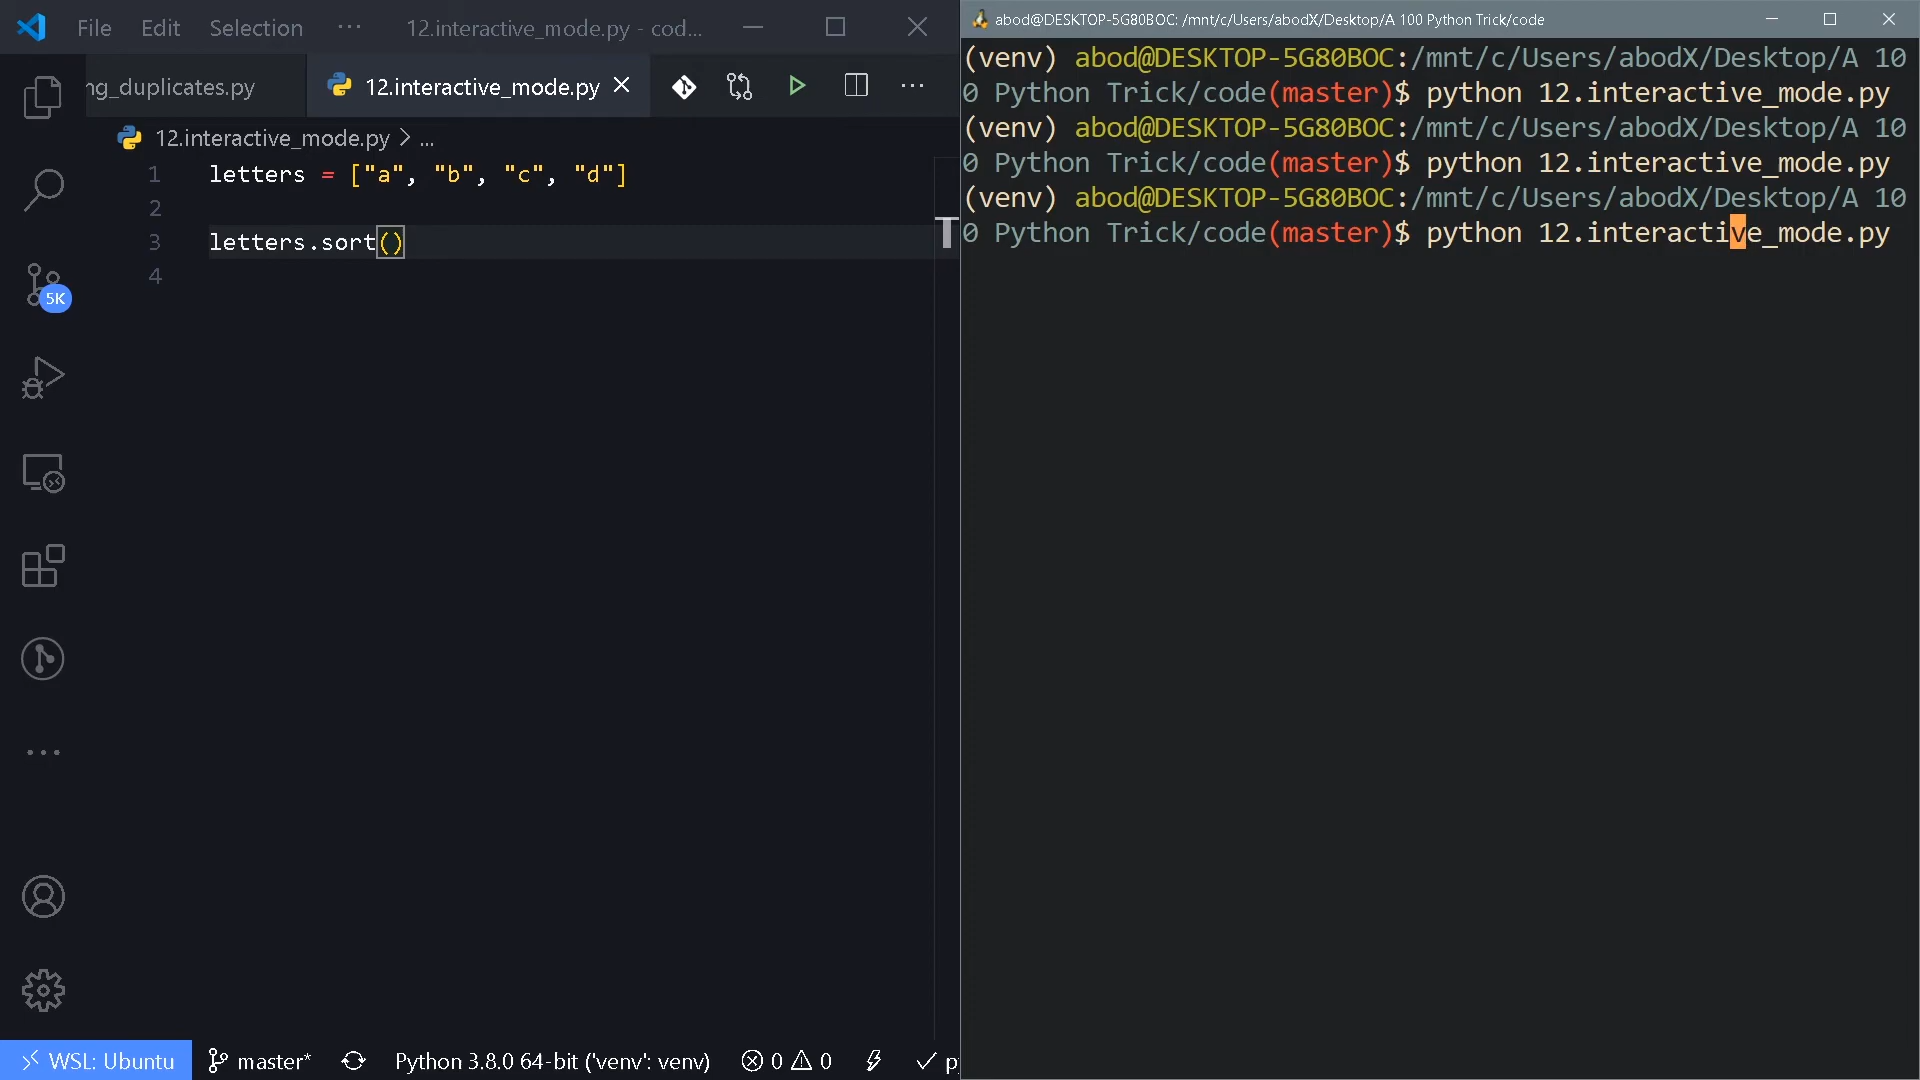 File Edit Selection ··· 12.interactive_mode.py - cod...
ng_duplicates.py 12.interactive_mode.py
12.interactive_mode.py > ...
1 letters = ["a", "b", "c", "d"]
2
3 letters.sort()
4
5K
WSL: Ubuntu master* Python 3.8.0 64-bit ('venv': venv) 0 0
abod@DESKTOP-5G80BOC: /mnt/c/Users/abodX/Desktop/A 100 Python Trick/code
(venv) abod@DESKTOP-5G80BOC:/mnt/c/Users/abodX/Desktop/A 10
0 Python Trick/code(master)$ python 12.interactive_mode.py
(venv) abod@DESKTOP-5G80BOC:/mnt/c/Users/abodX/Desktop/A 10
0 Python Trick/code(master)$ python 12.interactive_mode.py
(venv) abod@DESKTOP-5G80BOC:/mnt/c/Users/abodX/Desktop/A 10
0 Python Trick/code(master)$ python 12.interactive_mode.py